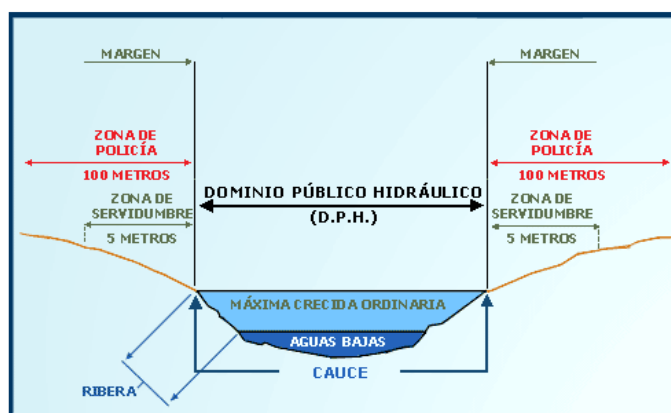 MARGEN
MARGEN
ZONA DE
POLICÍA
100 METROS
ZONA DE
POLICÍA
100 METROS
DOMINIO PÚBLICO HIDRÁULICO
(D.P.H.)
ZONA DE
SERVIDUMBRE
5 METROS
ZONA DE
SERVIDUMBRE
5 METROS
MÁXIMA CRECIDA ORDINARIA
AGUAS BAJAS
CAUCE
RIBERA